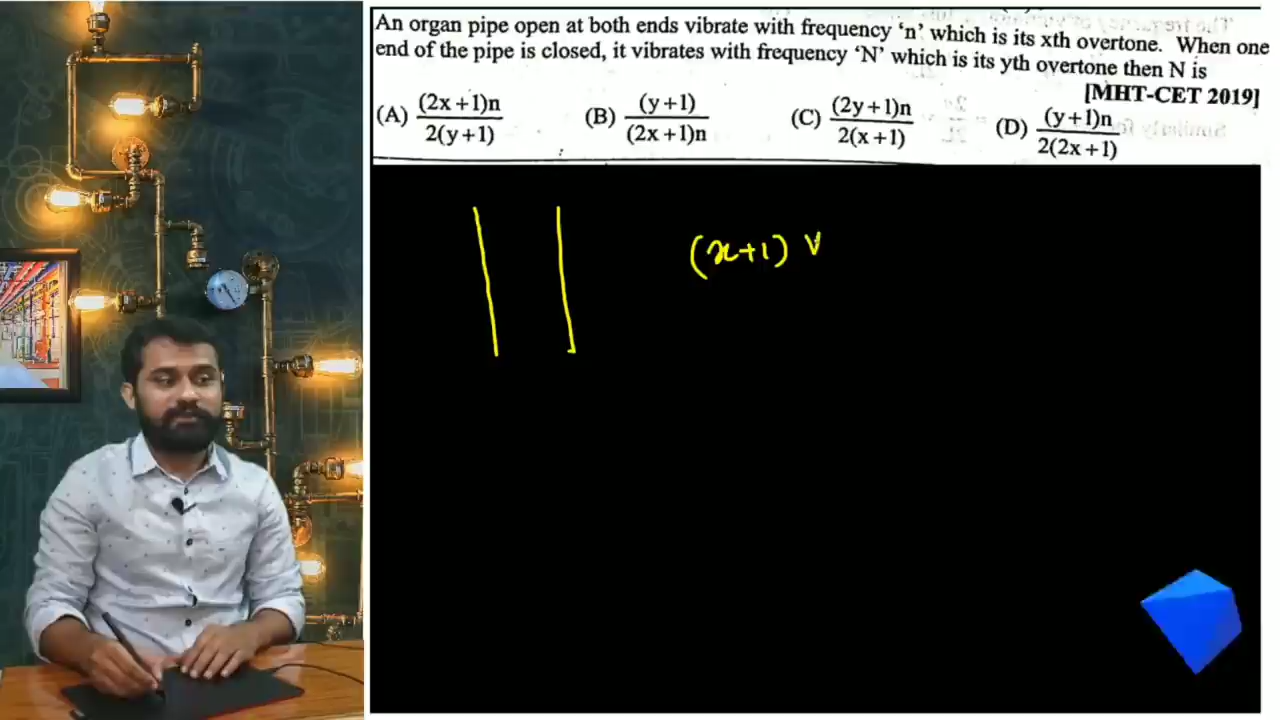 An organ pipe open at both ends vibrate with frequency ‘n’ which is its xth overtone. When one
end of the pipe is closed, it vibrates with frequency ‘N’ which is its yth overtone then N is
[MHT-CET 2019]
(A) (2x+1)n / 2(y+1) (B) (y+1) / (2x+1)n (C) (2y+1)n / 2(x+1) (D) (y+1)n / 2(2x+1)
(x+1) V